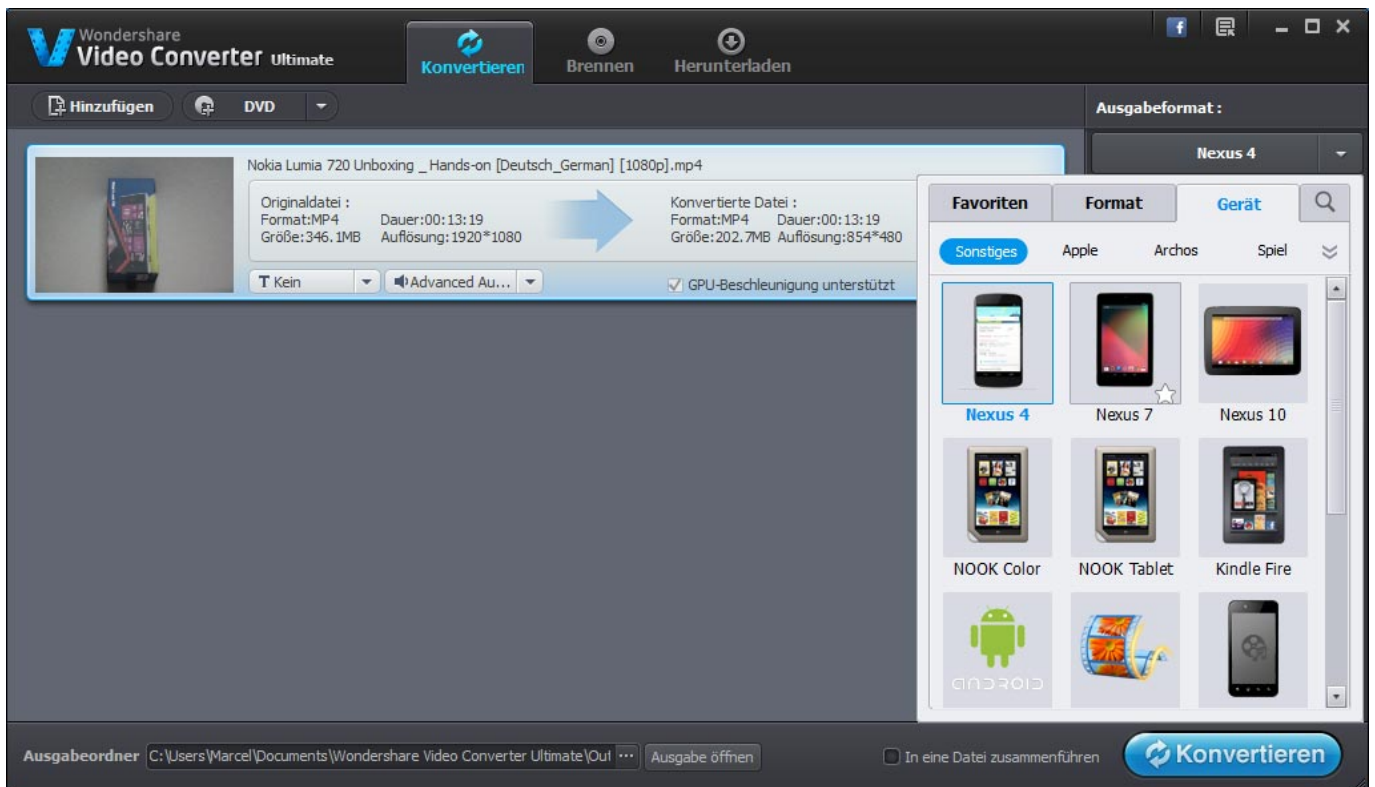 Wondershare
Video Converter Ultimate
Konvertieren
Brennen
Herunterladen
Hinzufügen
DVD
Ausgabeformat :
Nexus 4
Nokia Lumia 720 Unboxing _ Hands-on [Deutsch_German] [1080p].mp4
Originaldatei :
Format:MP4 Dauer:00:13:19
Größe:346.1MB Auflösung:1920*1080
Konvertierte Datei :
Format:MP4 Dauer:00:13:19
Größe:202.7MB Auflösung:854*480
T Kein
Advanced Au...
GPU-Beschleunigung unterstützt
Favoriten
Format
Gerät
Sonstiges
Apple
Archos
Spiel
Nexus 4
Nexus 7
Nexus 10
NOOK Color
NOOK Tablet
Kindle Fire
ANDROID
Ausgabeordner
C:\Users\Marcel\Documents\Wondershare Video Converter Ultimate\Out ...
Ausgabe öffnen
In eine Datei zusammenführen
Konvertieren